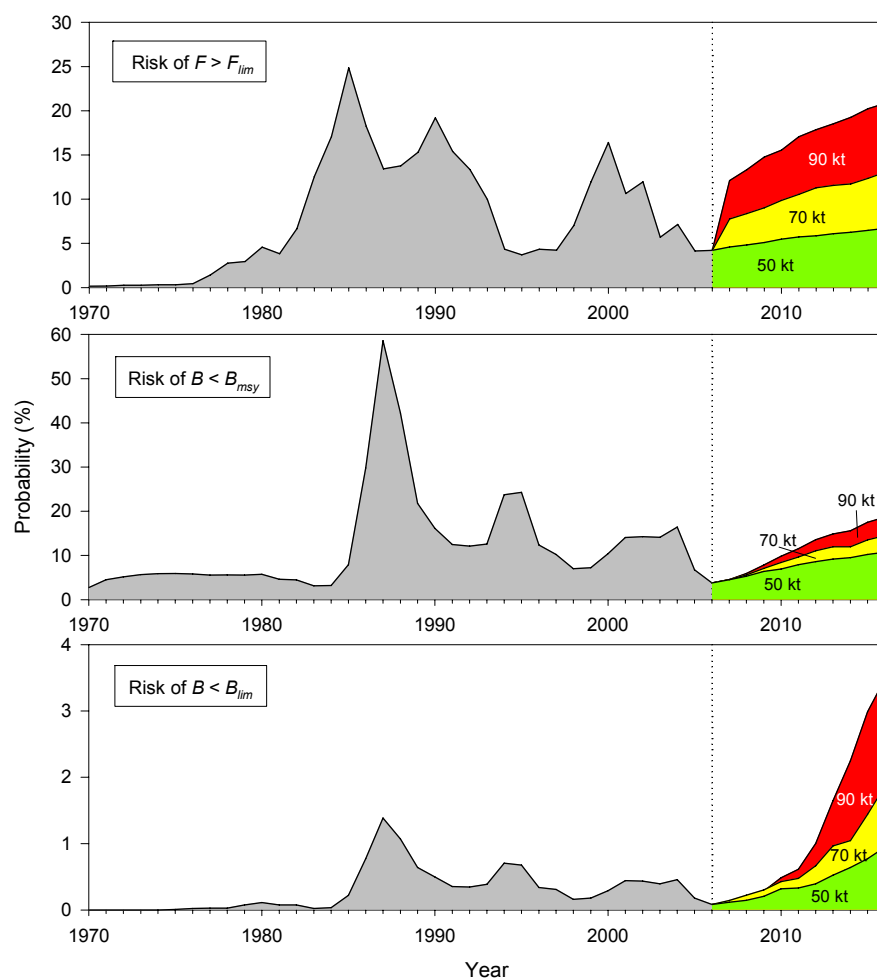 30
25
20
15
10
5
0
Risk of F > Flim
90 kt
70 kt
50 kt
1970 1980 1990 2000 2010
60
50
40
30
20
10
0
Risk of B < Bmsy
90 kt
70 kt
50 kt
1970 1980 1990 2000 2010
Probability (%)
4
3
2
1
0
Risk of B < Blim
90 kt
70 kt
50 kt
1970 1980 1990 2000 2010
Year